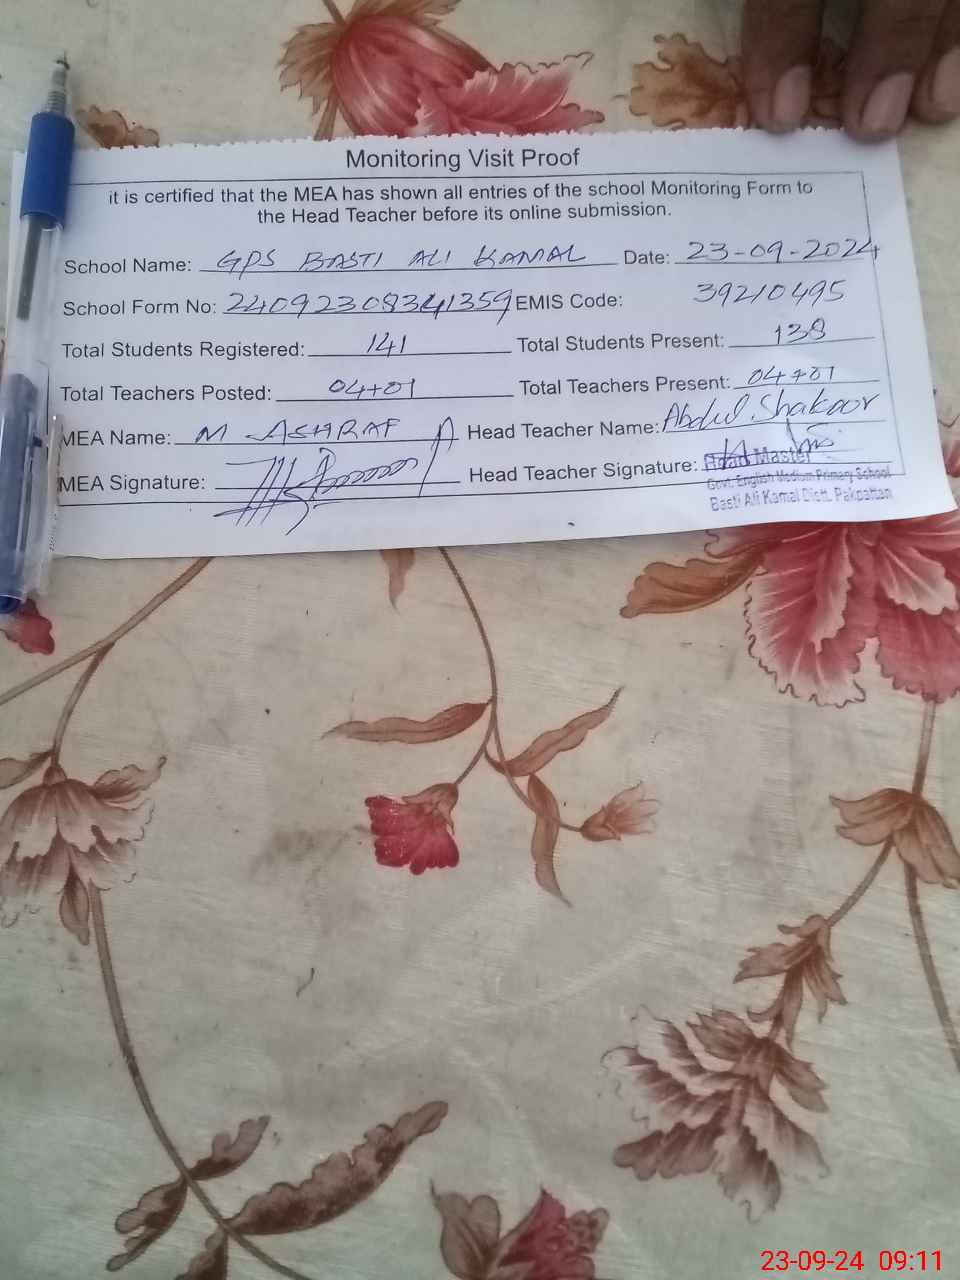 Monitoring Visit Proof
it is certified that the MEA has shown all entries of the school Monitoring Form to
the Head Teacher before its online submission.
School Name: GPS BASTI ALI KAMAL Date: 23-09-2024
School Form No: 24092308341359 EMIS Code: 39210495
Total Students Registered: 141 Total Students Present: 138
Total Teachers Posted: 04+01 Total Teachers Present: 04+01
MEA Name: M ASHRAF Head Teacher Name: Abdul Shakoor
MEA Signature: Head Teacher Signature:
Head Master
Govt. English Medium Primary School
Basti Ali Kamal Distt. Pakpattan
23-09-24 09:11